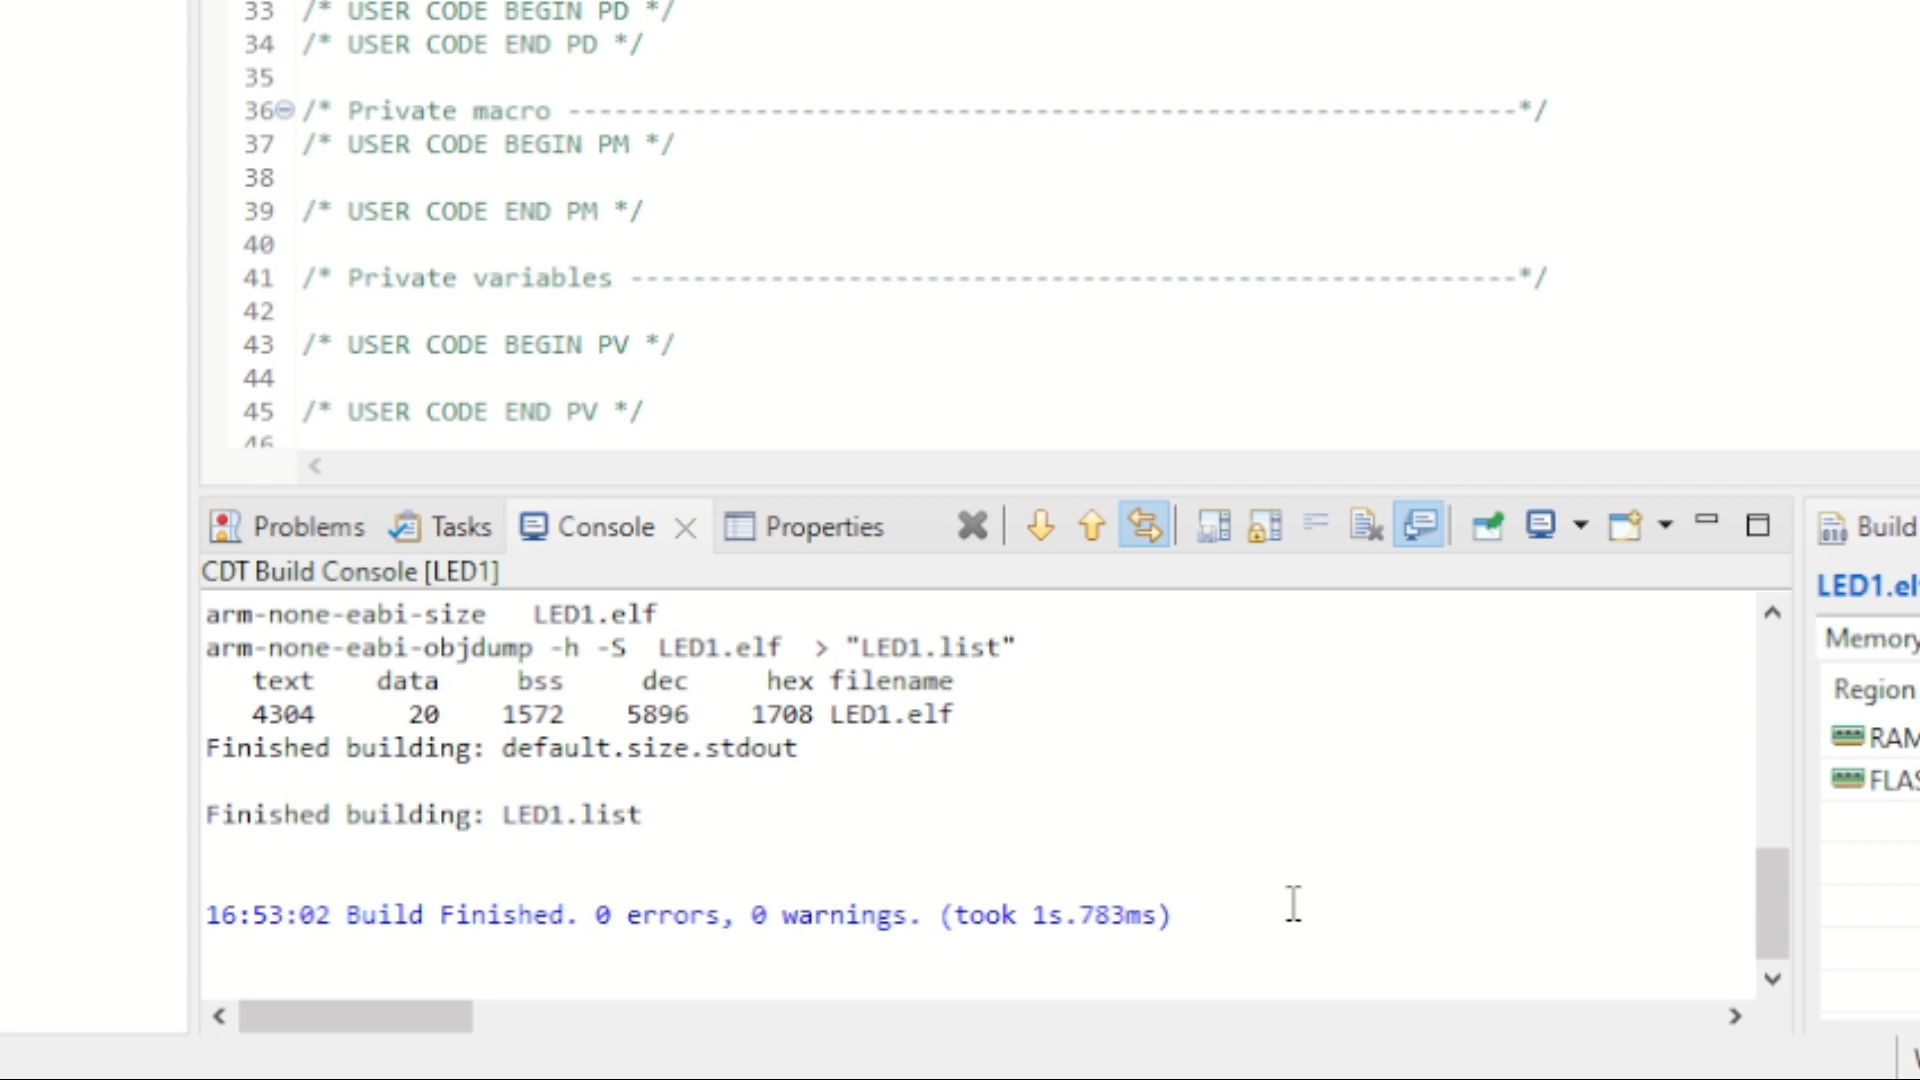 33 /* USER CODE BEGIN PD */
34 /* USER CODE END PD */
35
36 /* Private macro -------------------------------------------------------------*/
37 /* USER CODE BEGIN PM */
38
39 /* USER CODE END PM */
40
41 /* Private variables ---------------------------------------------------------*/
42
43 /* USER CODE BEGIN PV */
44
45 /* USER CODE END PV */
46
Problems Tasks Console Properties
CDT Build Console [LED1]
arm-none-eabi-size LED1.elf
arm-none-eabi-objdump -h -S LED1.elf > "LED1.list"
text data bss dec hex filename
4304 20 1572 5896 1708 LED1.elf
Finished building: default.size.stdout
Finished building: LED1.list
16:53:02 Build Finished. 0 errors, 0 warnings. (took 1s.783ms)
Build
LED1.el
Memory
Region
RAM
FLAS